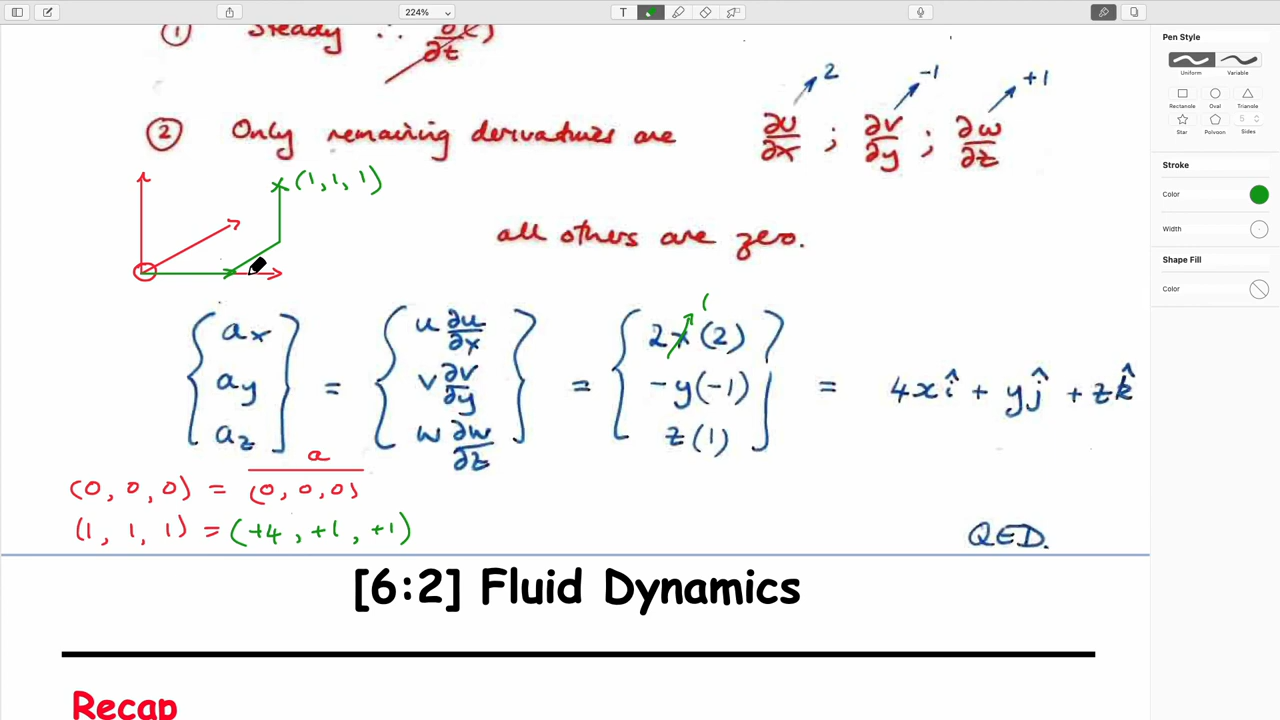 224%
T
Pen Style
Uniform Variable
Rectangle Oval Triangle
5
Star Polygon Sides
Stroke
Color
Width
Shape Fill
Color
① Steady ∴ ∂( )/∂t
2 -1 +1
② Only remaining derivatives are ∂u/∂x ; ∂v/∂y ; ∂w/∂z
x (1, 1, 1)
all others are zero.
{ax ay az} = {u ∂u/∂x v ∂v/∂y w ∂w/∂z} = {2x(2) -y(-1) z(1)} = 4xî + yĵ + zk̂
a
(0, 0, 0) = (0, 0, 0)
(1, 1, 1) = (+4, +1, +1)
QED.
[6:2] Fluid Dynamics
Recap